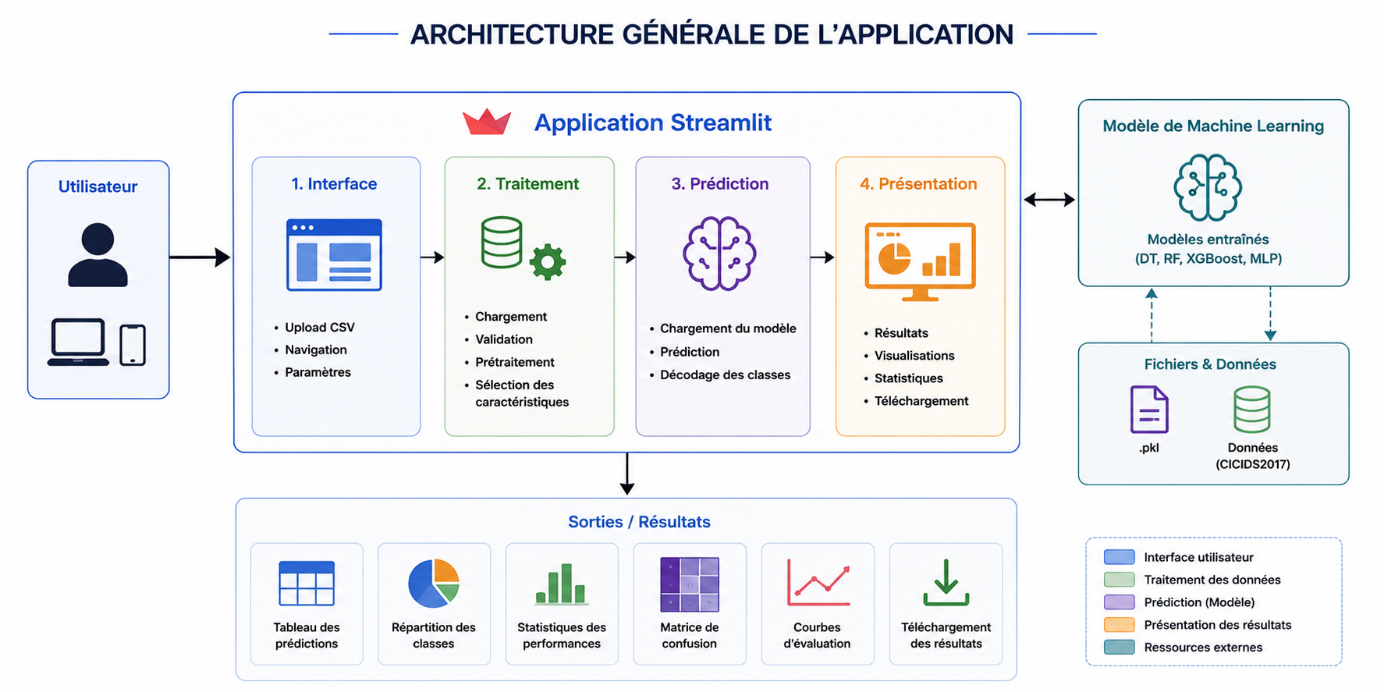 ARCHITECTURE GÉNÉRALE DE L'APPLICATION
Utilisateur
Application Streamlit
1. Interface
• Upload CSV
• Navigation
• Paramètres
2. Traitement
• Chargement
• Validation
• Prétraitement
• Sélection des
caractéristiques
3. Prédiction
• Chargement du modèle
• Prédiction
• Décodage des classes
4. Présentation
• Résultats
• Visualisations
• Statistiques
• Téléchargement
Modèle de Machine Learning
Modèles entraînés
(DT, RF, XGBoost, MLP)
Fichiers & Données
.pkl
Données
(CICIDS2017)
Sorties / Résultats
Tableau des
prédictions
Répartition des
classes
Statistiques des
performances
Matrice de
confusion
Courbes
d'évaluation
Téléchargement
des résultats
Interface utilisateur
Traitement des données
Prédiction (Modèle)
Présentation des résultats
Ressources externes